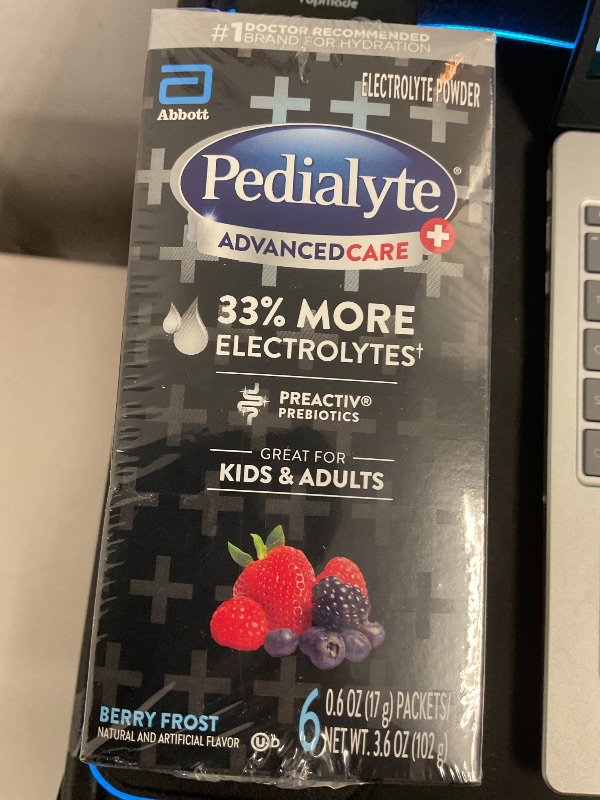 Topmade
#1 DOCTOR RECOMMENDED
BRAND FOR HYDRATION
Abbott
ELECTROLYTE POWDER
Pedialyte®
ADVANCEDCARE
33% MORE
ELECTROLYTES†
PREACTIV®
PREBIOTICS
GREAT FOR
KIDS & ADULTS
BERRY FROST
NATURAL AND ARTIFICIAL FLAVOR
6 0.6 OZ (17 g) PACKETS/
NET WT. 3.6 OZ (102 g)